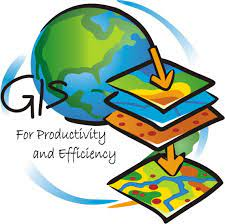 GIS
For Productivity
and Efficiency